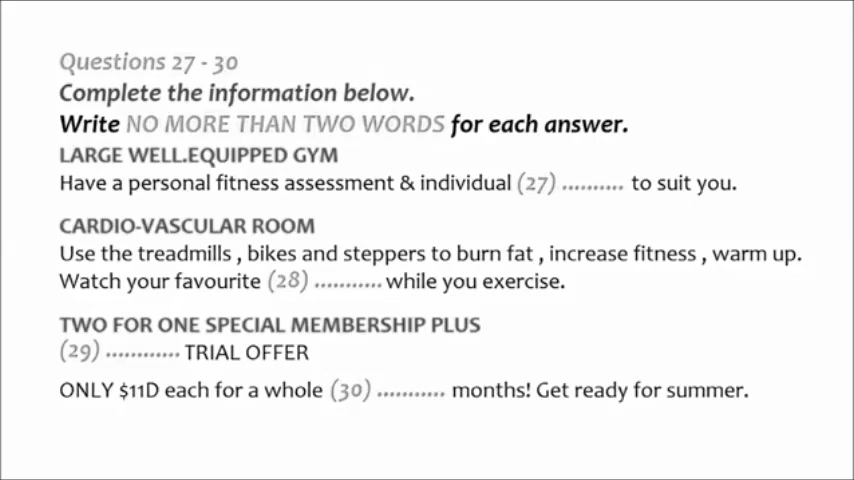 Questions 27 - 30
Complete the information below.
Write NO MORE THAN TWO WORDS for each answer.
LARGE WELL.EQUIPPED GYM
Have a personal fitness assessment & individual (27) .......... to suit you.
CARDIO-VASCULAR ROOM
Use the treadmills , bikes and steppers to burn fat , increase fitness , warm up.
Watch your favourite (28) ........... while you exercise.
TWO FOR ONE SPECIAL MEMBERSHIP PLUS
(29) ............ TRIAL OFFER
ONLY $11D each for a whole (30) ........... months! Get ready for summer.